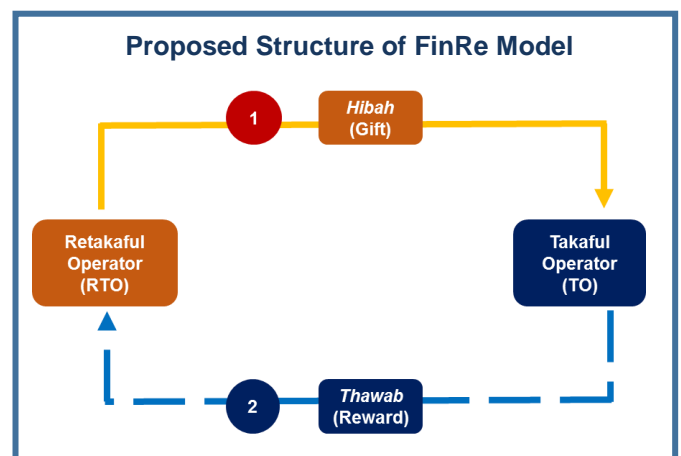 Proposed Structure of FinRe Model
1
Hibah
(Gift)
Retakaful
Operator
(RTO)
Takaful
Operator
(TO)
2
Thawab
(Reward)